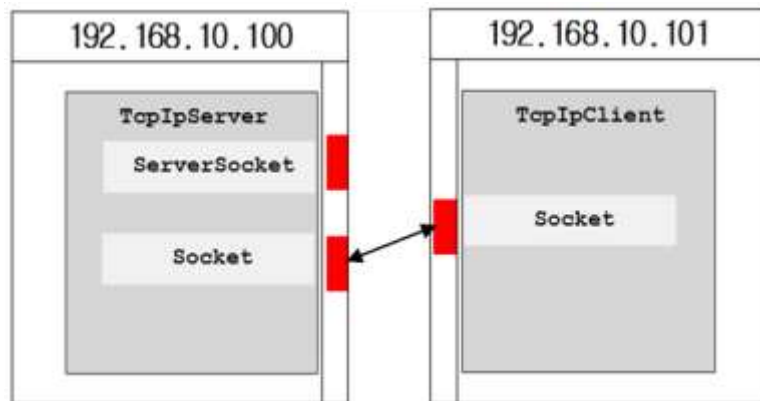 192.168.10.100
TcpIpServer
ServerSocket
Socket
192.168.10.101
TcpIpClient
Socket